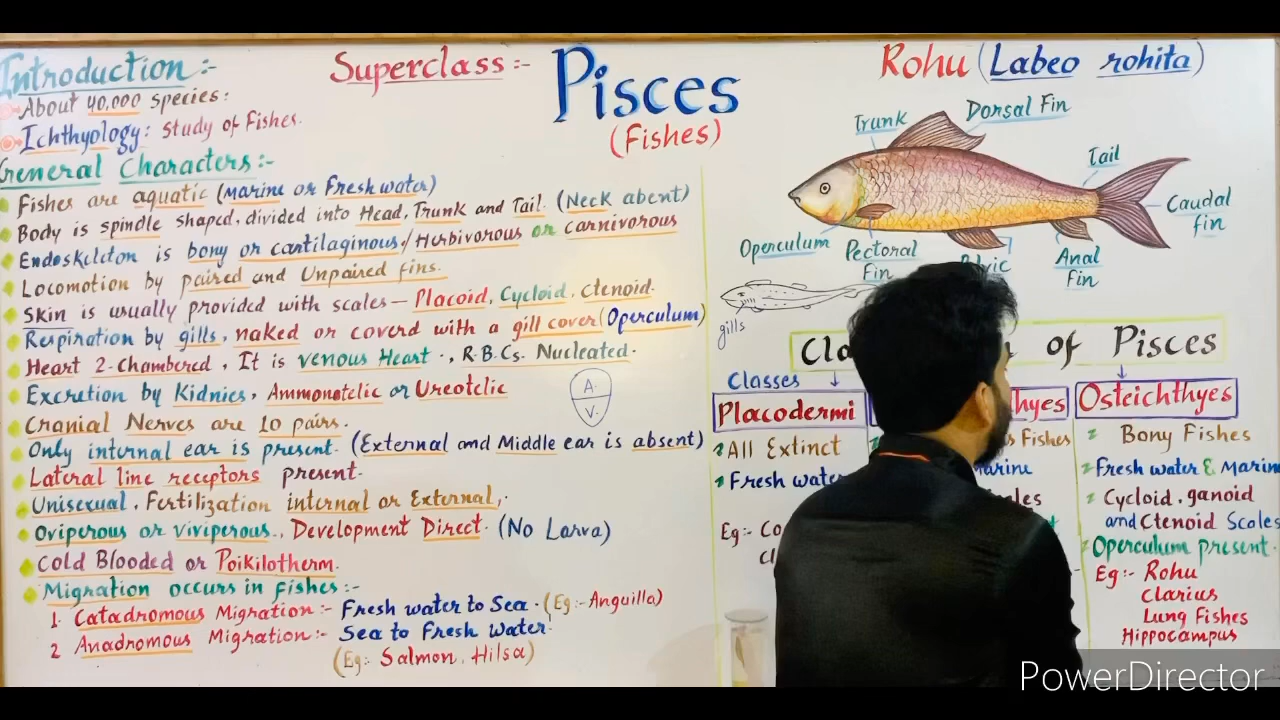 Introduction :-
About 40,000 species :
Ichthyology : Study of Fishes.
General Characters :-
Fishes are aquatic (Marine or Fresh water)
Body is spindle shaped, divided into Head, Trunk and Tail. (Neck abent)
Endoskeleton is bony or cartilaginous / Herbivorous or carnivorous
Locomotion by paired and Unpaired fins.
Skin is usually provided with scales — Placoid, Cycloid, Ctenoid.
Respiration by gills, naked or coverd with a gill cover (Operculum)
Heart 2-Chambered, It is Venous Heart., R.B.Cs. Nucleated.
Excretion by Kidnies, Ammonotelic or Ureotelic
Cranial Nerves are 10 pairs.
Only internal ear is present. (External and Middle ear is absent)
Lateral line receptors present.
Unisexual, Fertilization internal or External,.
Oviperous or viviperous., Development Direct. (No Larva)
Cold Blooded or Poikilotherm.
Migration occurs in fishes :-
1. Catadromous Migration :- Fresh water to Sea. (Eg:- Anguilla)
2 Anadromous Migration :- Sea to Fresh Water.
(Eg:- Salmon, Hilsa)
A.
V.
Superclass :- Pisces
(Fishes)
Rohu (Labeo rohita)
Trunk
Dorsal Fin
Tail
Caudal
fin
Operculum
Pectoral
Fin
Anal
Fin
gills
of Pisces
Classes
Placodermi
All Extinct
Fresh water
Eg:-
Osteichthyes
Bony Fishes
Fresh water & Marine
Cycloid, ganoid
and Ctenoid Scales
Operculum present.
Eg:- Rohu
Clarius
Lung Fishes
Hippocampus
Fishes
PowerDirector